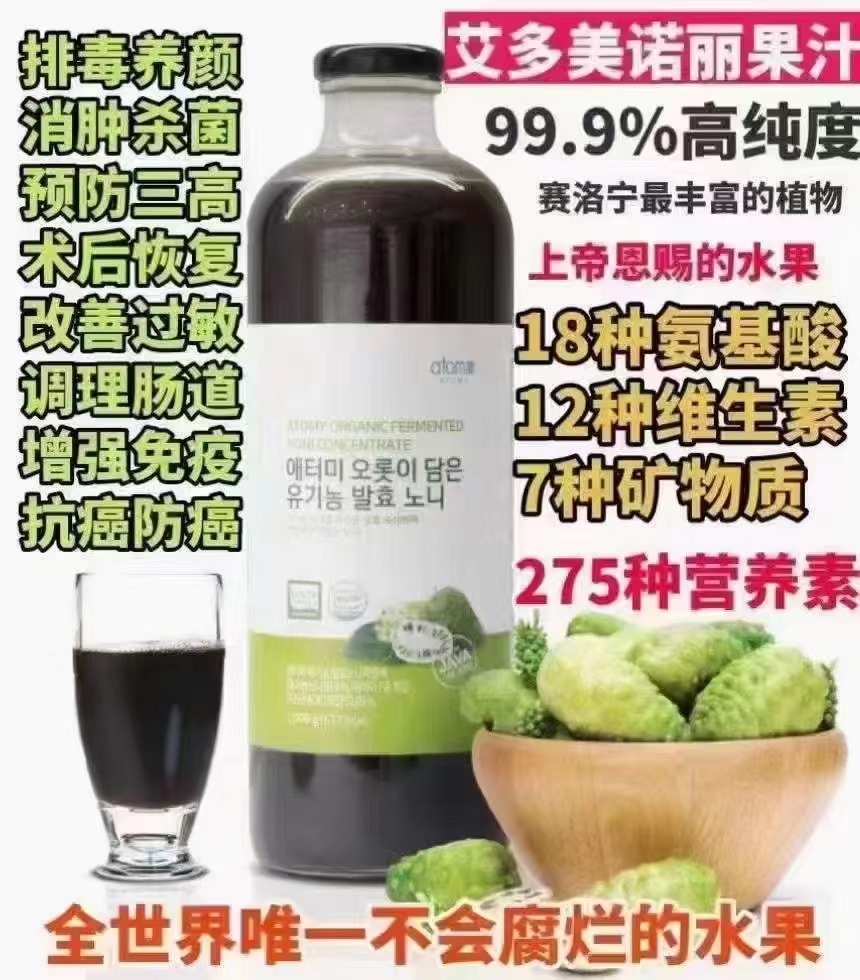 排毒养颜
消肿杀菌
预防三高
术后恢复
改善过敏
调理肠道
增强免疫
抗癌防癌
艾多美诺丽果汁
99.9%高纯度
赛洛宁最丰富的植物
上帝恩赐的水果
18种氨基酸
12种维生素
7种矿物质
275种营养素
atom美
ATOMY ORGANIC FERMENTED
NONI CONCENTRATE
애터미 오롯이 담은
유기농 발효 노니
JAVA
全世界唯一不会腐烂的水果